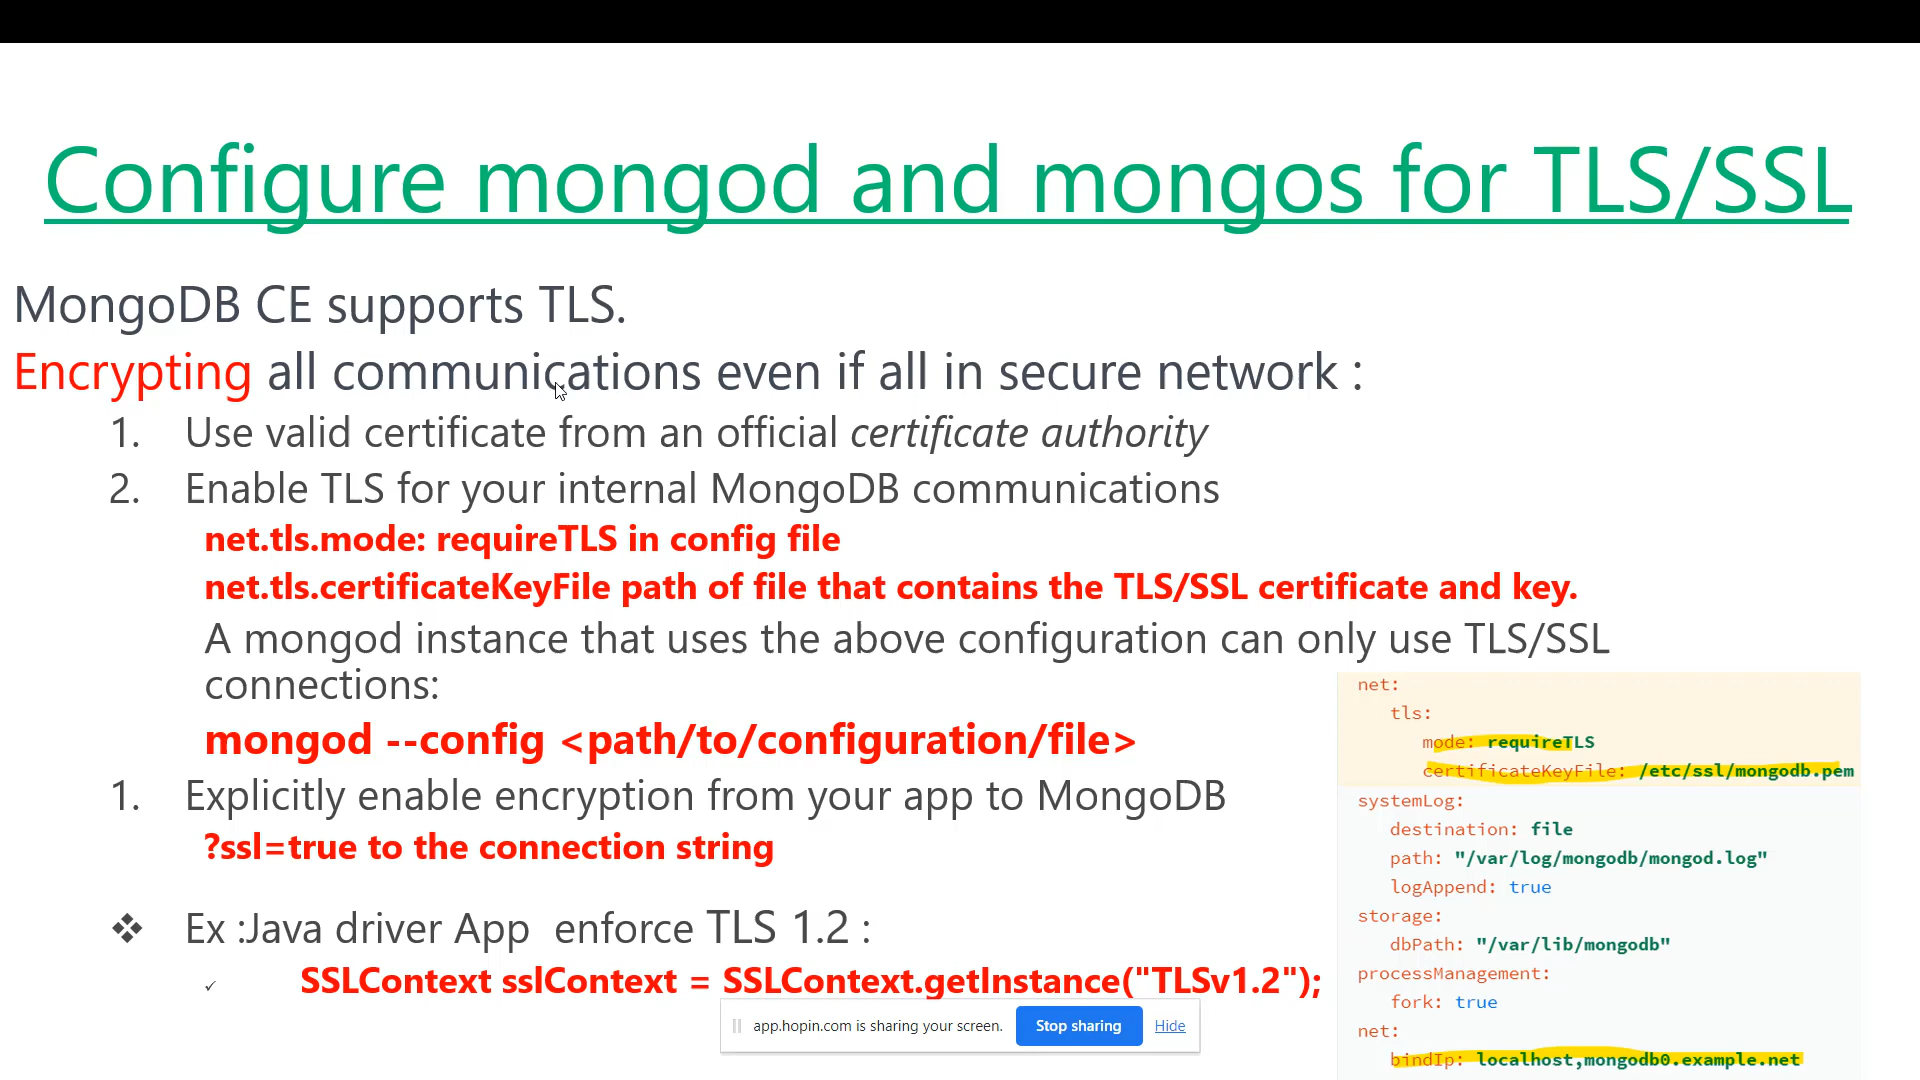 Configure mongod and mongos for TLS/SSL
MongoDB CE supports TLS.
Encrypting all communications even if all in secure network :
1. Use valid certificate from an official certificate authority
2. Enable TLS for your internal MongoDB communications
net.tls.mode: requireTLS in config file
net.tls.certificateKeyFile path of file that contains the TLS/SSL certificate and key.
A mongod instance that uses the above configuration can only use TLS/SSL
connections:
mongod --config <path/to/configuration/file>
1. Explicitly enable encryption from your app to MongoDB
?ssl=true to the connection string
❖ Ex :Java driver App enforce TLS 1.2 :
✓ SSLContext sslContext = SSLContext.getInstance("TLSv1.2");
net:
tls:
mode: requireTLS
certificateKeyFile: /etc/ssl/mongodb.pem
systemLog:
destination: file
path: "/var/log/mongodb/mongod.log"
logAppend: true
storage:
dbPath: "/var/lib/mongodb"
processManagement:
fork: true
net:
bindIp: localhost,mongodb0.example.net
app.hopin.com is sharing your screen. Stop sharing Hide